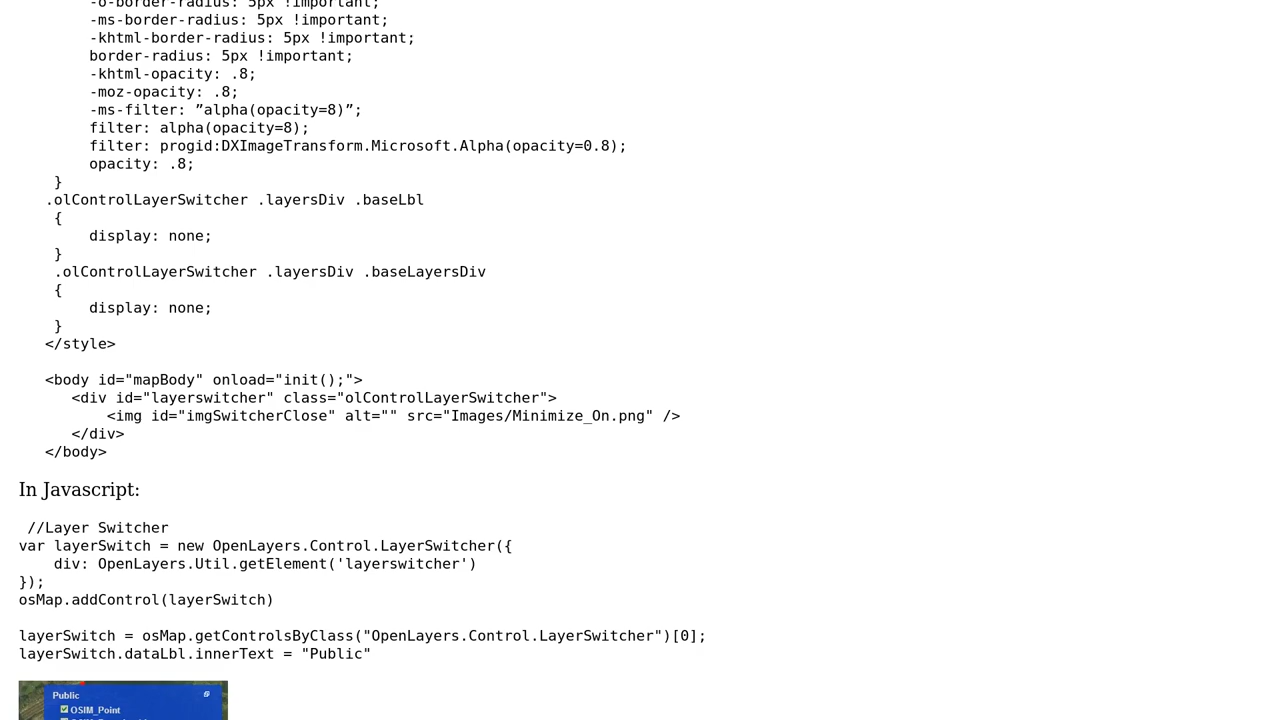 -o-border-radius: 5px !important;
-ms-border-radius: 5px !important;
-khtml-border-radius: 5px !important;
border-radius: 5px !important;
-khtml-opacity: .8;
-moz-opacity: .8;
-ms-filter: ”alpha(opacity=8)”;
filter: alpha(opacity=8);
filter: progid:DXImageTransform.Microsoft.Alpha(opacity=0.8);
opacity: .8;
}
.olControlLayerSwitcher .layersDiv .baseLbl
{
display: none;
}
.olControlLayerSwitcher .layersDiv .baseLayersDiv
{
display: none;
}
</style>
<body id="mapBody" onload="init();">
<div id="layerswitcher" class="olControlLayerSwitcher">
<img id="imgSwitcherClose" alt="" src="Images/Minimize_On.png" />
</div>
</body>
In Javascript:
//Layer Switcher
var layerSwitch = new OpenLayers.Control.LayerSwitcher({
div: OpenLayers.Util.getElement('layerswitcher')
});
osMap.addControl(layerSwitch)
layerSwitch = osMap.getControlsByClass("OpenLayers.Control.LayerSwitcher")[0];
layerSwitch.dataLbl.innerText = "Public"
Public
OSIM_Point